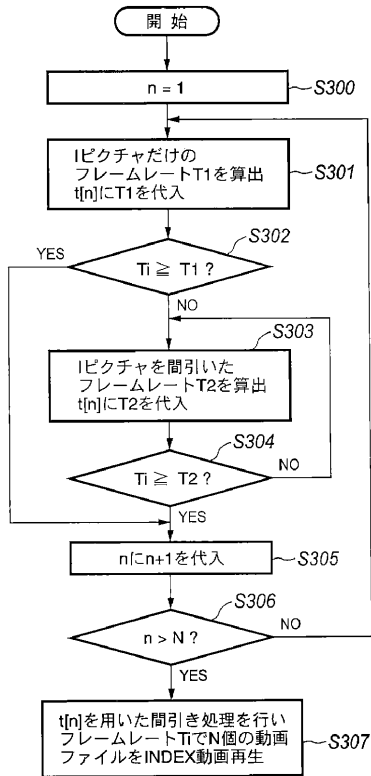 開 始
n = 1
S300
Iピクチャだけの
フレームレートT1を算出
t[n]にT1を代入
S301
S302
YES
Ti ≧ T1 ?
NO
S303
Iピクチャを間引いた
フレームレートT2を算出
t[n]にT2を代入
S304
Ti ≧ T2 ?
NO
YES
nにn+1を代入
S305
S306
n > N ?
NO
YES
t[n]を用いた間引き処理を行い
フレームレートTiでN個の動画
ファイルをINDEX動画再生
S307